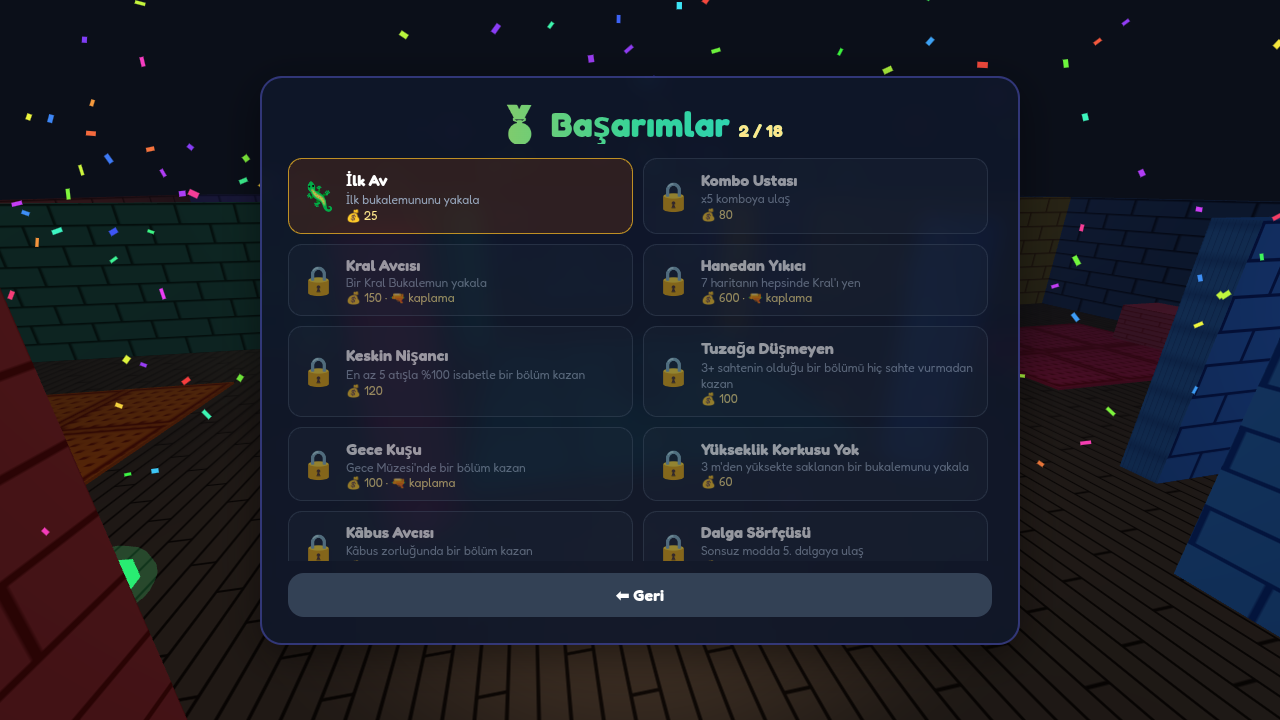 Başarımlar 2 / 18
İlk Av
İlk bukalemununu yakala
25
Kombo Ustası
x5 komboya ulaş
80
Kral Avcısı
Bir Kral Bukalemun yakala
150 · kaplama
Hanedan Yıkıcı
7 haritanın hepsinde Kral'ı yen
600 · kaplama
Keskin Nişancı
En az 5 atışla %100 isabetle bir bölüm kazan
120
Tuzağa Düşmeyen
3+ sahtenin olduğu bir bölümü hiç sahte vurmadan
kazan
100
Gece Kuşu
Gece Müzesi'nde bir bölüm kazan
100 · kaplama
Yükseklik Korkusu Yok
3 m'den yüksekte saklanan bir bukalemunu yakala
60
Kâbus Avcısı
Kâbus zorluğunda bir bölüm kazan
Dalga Sörfçüsü
Sonsuz modda 5. dalgaya ulaş
⬅ Geri